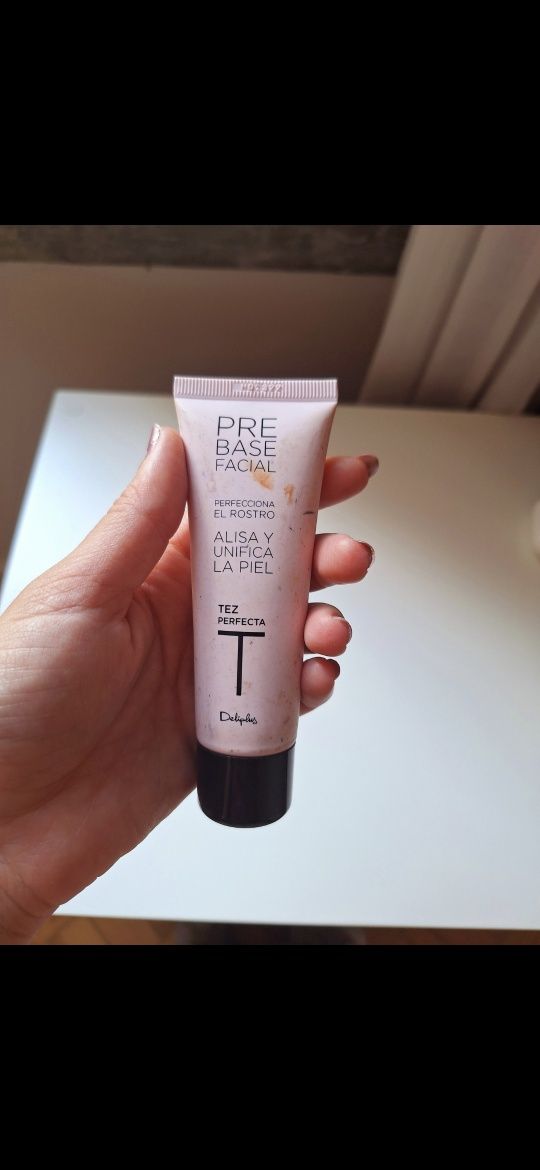 PRE
BASE
FACIAL
PERFECCIONA
EL ROSTRO
ALISA Y
UNIFICA
LA PIEL
TEZ
PERFECTA
T
Deliplus